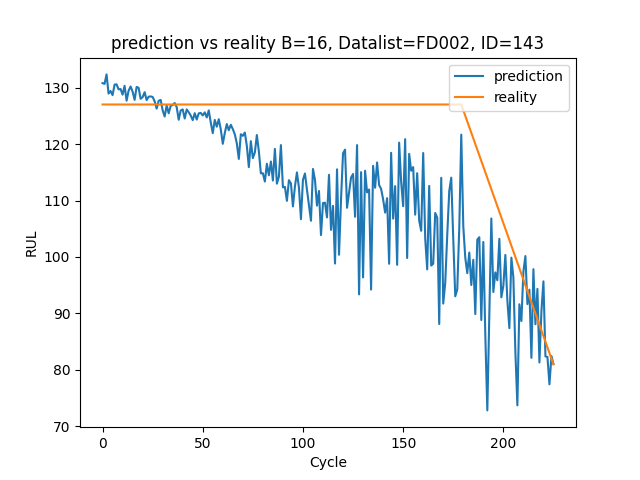 prediction vs reality B=16, Datalist=FD002, ID=143
prediction
reality
RUL
130
120
110
100
90
80
70
0
50
100
150
200
Cycle